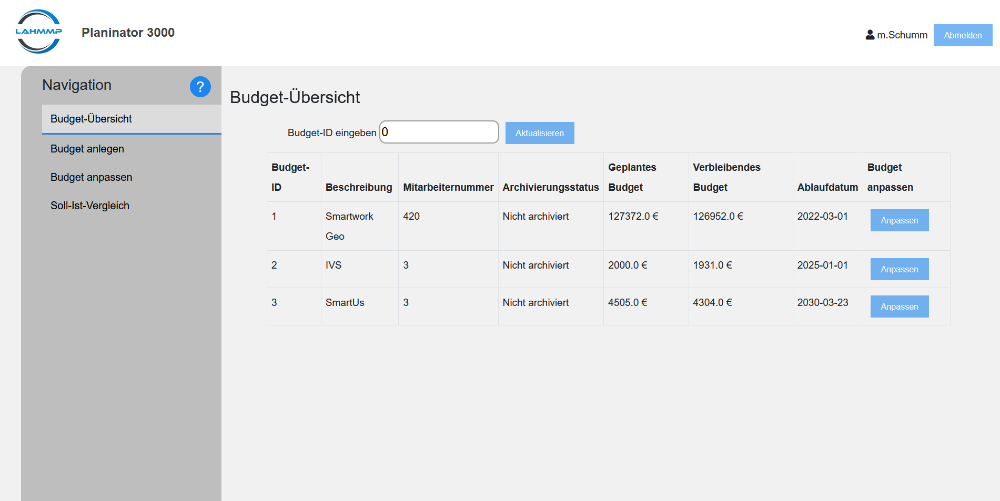 LAHMMP
Planinator 3000
m.Schumm
Abmelden
Navigation
?
Budget-Übersicht
Budget anlegen
Budget anpassen
Soll-Ist-Vergleich
Budget-Übersicht
Budget-ID eingeben 0 Aktualisieren
Budget-ID Beschreibung Mitarbeiternummer Archivierungsstatus Geplantes Budget Verbleibendes Budget Ablaufdatum Budget anpassen
1 Smartwork Geo 420 Nicht archiviert 127372.0 € 126952.0 € 2022-03-01 Anpassen
2 IVS 3 Nicht archiviert 2000.0 € 1931.0 € 2025-01-01 Anpassen
3 SmartUs 3 Nicht archiviert 4505.0 € 4304.0 € 2030-03-23 Anpassen